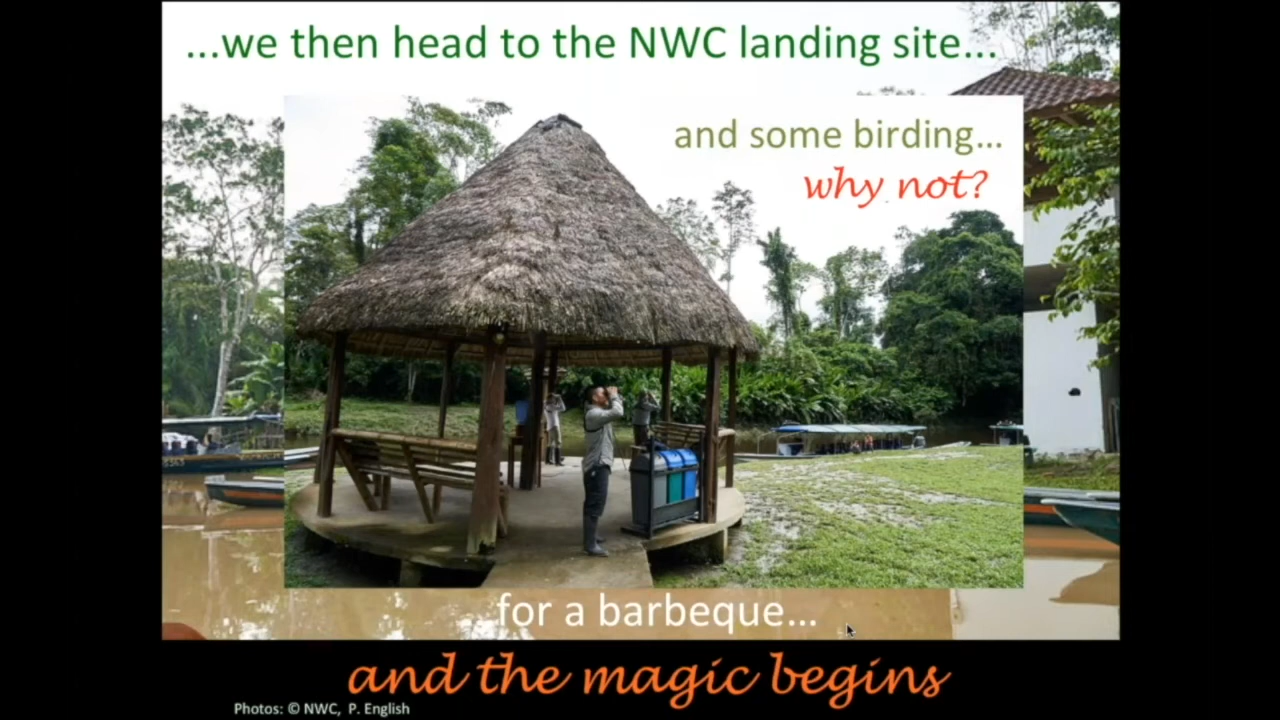 ...we then head to the NWC landing site...
and some birding...
why not?
for a barbeque...
and the magic begins
Photos: © NWC, P. English